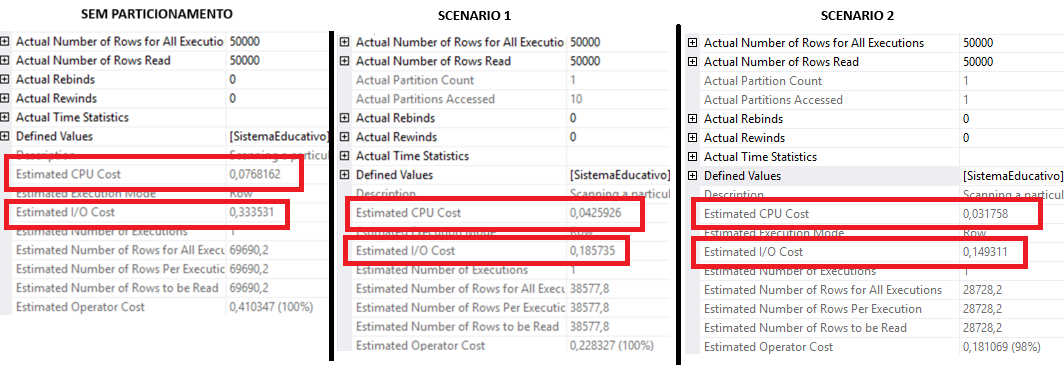 SEM PARTICIONAMENTO
Actual Number of Rows for All Executio 50000
Actual Number of Rows Read 50000
Actual Rebinds 0
Actual Rewinds 0
Actual Time Statistics
Defined Values [SistemaEducativo]
Description Scanning a particul
Estimated CPU Cost 0,0768162
Estimated Execution Mode Row
Estimated I/O Cost 0,333531
Estimated Number of Executions 1
Estimated Number of Rows for All Execu 69690,2
Estimated Number of Rows Per Executic 69690,2
Estimated Number of Rows to be Read 69690,2
Estimated Operator Cost 0,410347 (100%)
SCENARIO 1
Actual Number of Rows for All Executio 50000
Actual Number of Rows Read 50000
Actual Partition Count 1
Actual Partitions Accessed 10
Actual Rebinds 0
Actual Rewinds 0
Actual Time Statistics
Defined Values [SistemaEducativo]
Description Scanning a particul
Estimated CPU Cost 0,0425926
Estimated Execution Mode Row
Estimated I/O Cost 0,185735
Estimated Number of Executions 1
Estimated Number of Rows for All Execu 38577,8
Estimated Number of Rows Per Execution 38577,8
Estimated Number of Rows to be Read 38577,8
Estimated Operator Cost 0,228327 (100%)
SCENARIO 2
Actual Number of Rows for All Executions 50000
Actual Number of Rows Read 50000
Actual Partition Count 1
Actual Partitions Accessed 1
Actual Rebinds 0
Actual Rewinds 0
Actual Time Statistics
Defined Values [SistemaEducativo]
Description Scanning a particul
Estimated CPU Cost 0,031758
Estimated Execution Mode Row
Estimated I/O Cost 0,149311
Estimated Number of Executions 1
Estimated Number of Rows for All Executions 28728,2
Estimated Number of Rows Per Execution 28728,2
Estimated Number of Rows to be Read 28728,2
Estimated Operator Cost 0,181069 (98%)